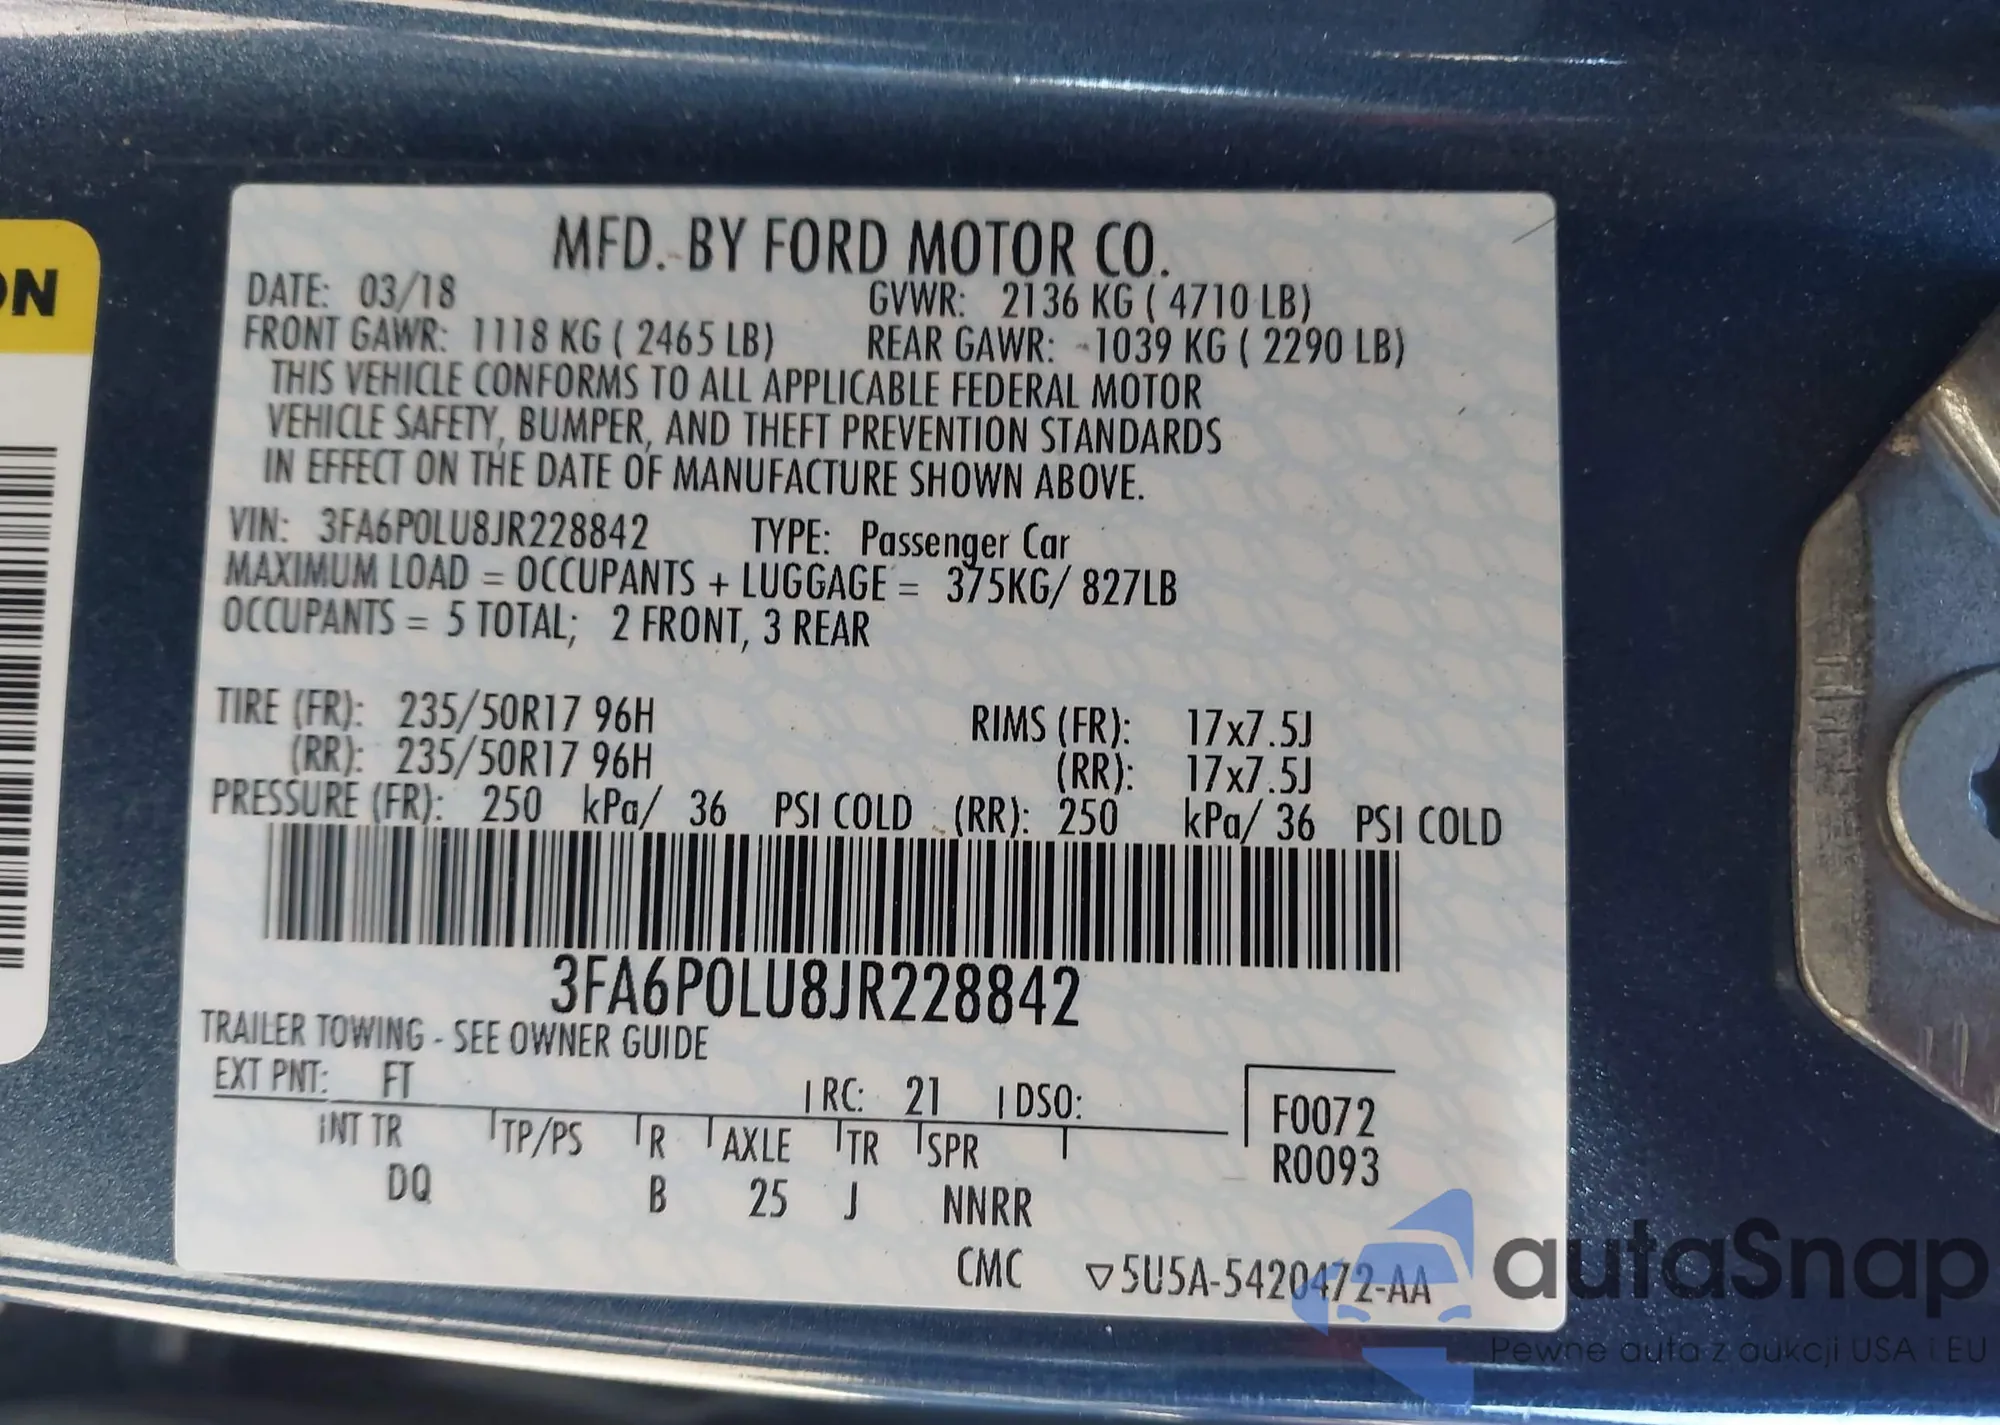 ON
MFD. BY FORD MOTOR CO.
DATE: 03/18 GVWR: 2136 KG ( 4710 LB)
FRONT GAWR: 1118 KG ( 2465 LB) REAR GAWR: 1039 KG ( 2290 LB)
THIS VEHICLE CONFORMS TO ALL APPLICABLE FEDERAL MOTOR
VEHICLE SAFETY, BUMPER, AND THEFT PREVENTION STANDARDS
IN EFFECT ON THE DATE OF MANUFACTURE SHOWN ABOVE.
VIN: 3FA6P0LU8JR228842 TYPE: Passenger Car
MAXIMUM LOAD = OCCUPANTS + LUGGAGE = 375KG/ 827LB
OCCUPANTS = 5 TOTAL; 2 FRONT, 3 REAR
TIRE (FR): 235/50R17 96H RIMS (FR): 17x7.5J
(RR): 235/50R17 96H (RR): 17x7.5J
PRESSURE (FR): 250 kPa/ 36 PSI COLD (RR): 250 kPa/ 36 PSI COLD
3FA6P0LU8JR228842
TRAILER TOWING - SEE OWNER GUIDE
EXT PNT: FT RC: 21 DSO:
F0072
INT TR TP/PS R AXLE TR SPR
R0093
DQ B 25 J NNRR
CMC ▽5U5A-5420472-AA
autaSnap
Pewne auta z aukcji USA i EU